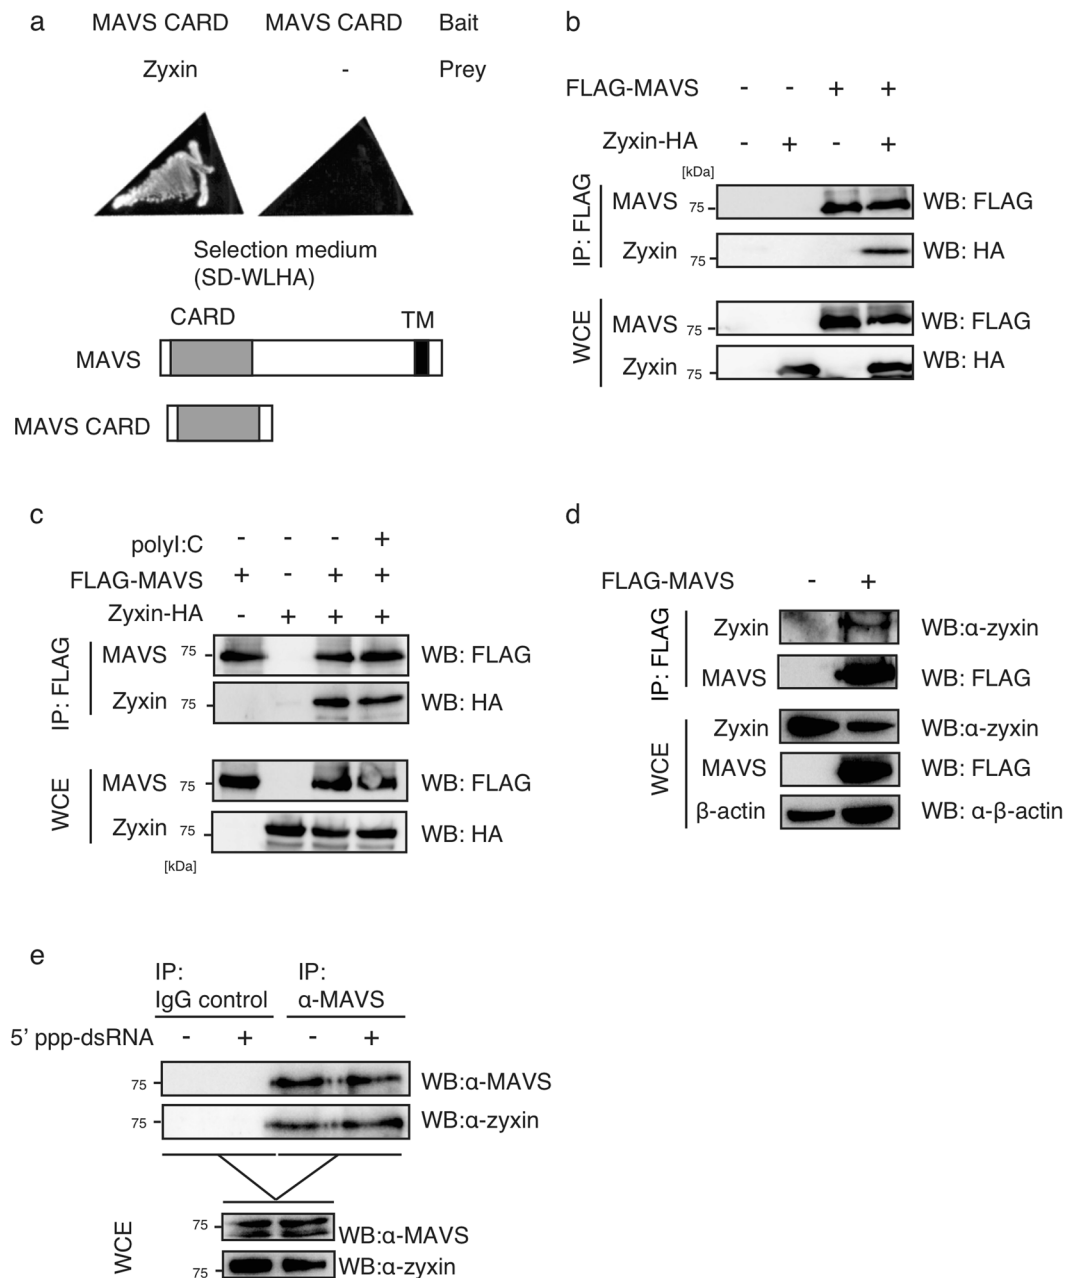 a
MAVS CARD MAVS CARD Bait
Zyxin - Prey
Selection medium
(SD-WLHA)
CARD TM
MAVS
MAVS CARD
b
FLAG-MAVS - - + +
Zyxin-HA - + - +
[kDa]
IP: FLAG
MAVS 75 WB: FLAG
Zyxin 75 WB: HA
WCE
MAVS 75 WB: FLAG
Zyxin 75 WB: HA
c
polyI:C - - - +
FLAG-MAVS + - + +
Zyxin-HA - + + +
IP: FLAG
MAVS 75 WB: FLAG
Zyxin 75 WB: HA
WCE
MAVS 75 WB: FLAG
Zyxin 75 WB: HA
[kDa]
d
FLAG-MAVS - +
IP: FLAG
Zyxin WB:α-zyxin
MAVS WB: FLAG
WCE
Zyxin WB:α-zyxin
MAVS WB: FLAG
β-actin WB: α-β-actin
e
IP: IP:
IgG control α-MAVS
5’ ppp-dsRNA - + - +
75 WB:α-MAVS
75 WB:α-zyxin
WCE
75 WB:α-MAVS
75 WB:α-zyxin